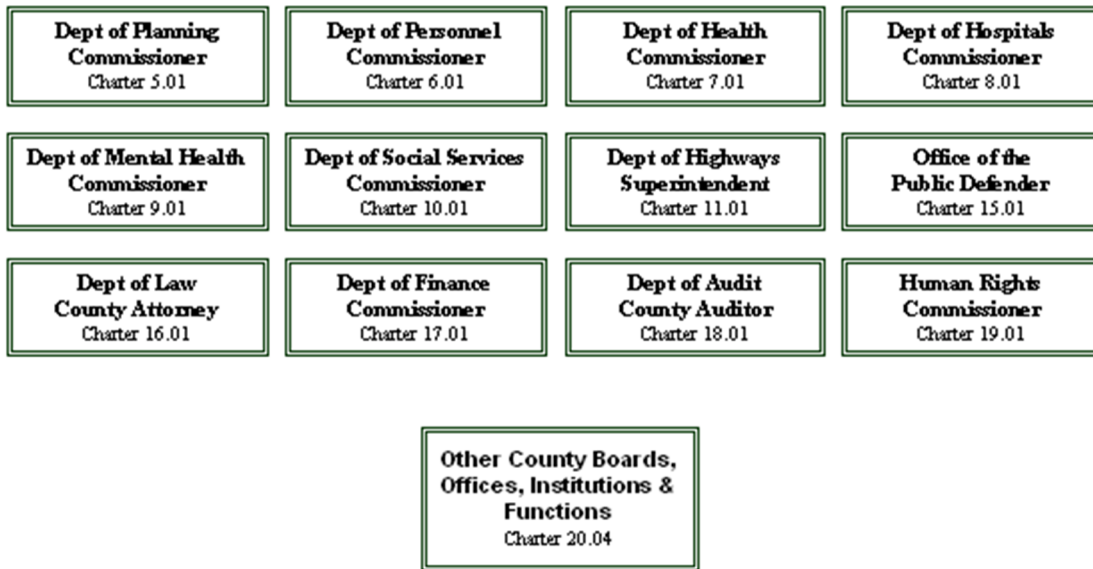 Dept of Planning
Commissioner
Charter 5.01
Dept of Personnel
Commissioner
Charter 6.01
Dept of Health
Commissioner
Charter 7.01
Dept of Hospitals
Commissioner
Charter 8.01
Dept of Mental Health
Commissioner
Charter 9.01
Dept of Social Services
Commissioner
Charter 10.01
Dept of Highways
Superintendent
Charter 11.01
Office of the
Public Defender
Charter 15.01
Dept of Law
County Attorney
Charter 16.01
Dept of Finance
Commissioner
Charter 17.01
Dept of Audit
County Auditor
Charter 18.01
Human Rights
Commissioner
Charter 19.01
Other County Boards,
Offices, Institutions &
Functions
Charter 20.04